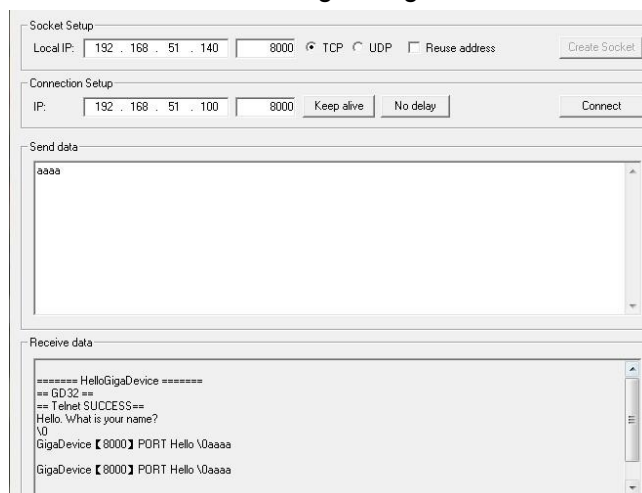 Socket Setup
Local IP: 192 . 168 . 51 . 140 8000 TCP UDP Reuse address Create Socket
Connection Setup
IP: 192 . 168 . 51 . 100 8000 Keep alive No delay Connect
Send data
aaaa
Receive data
======= HelloGigaDevice =======
== GD32 ==
== Telnet SUCCESS==
Hello. What is your name?
\0
GigaDevice【8000】PORT Hello \0aaaa
GigaDevice【8000】PORT Hello \0aaaa